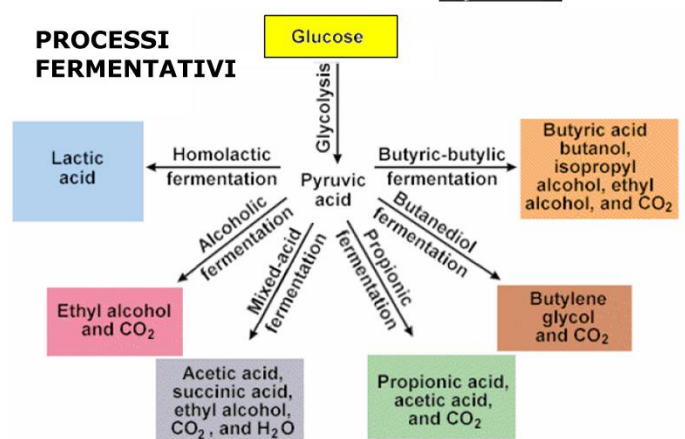 PROCESSI
FERMENTATIVI
Glucose
Glycolysis
Lactic
acid
Homolactic
fermentation
Pyruvic
acid
Butyric-butylic
fermentation
Butyric acid
butanol,
isopropyl
alcohol, ethyl
alcohol, and CO₂
Alcoholic
fermentation
Mixed-acid
fermentation
Propionic
fermentation
Butanediol
fermentation
Ethyl alcohol
and CO₂
Acetic acid,
succinic acid,
ethyl alcohol,
CO₂, and H₂O
Propionic acid,
acetic acid,
and CO₂
Butylene
glycol
and CO₂